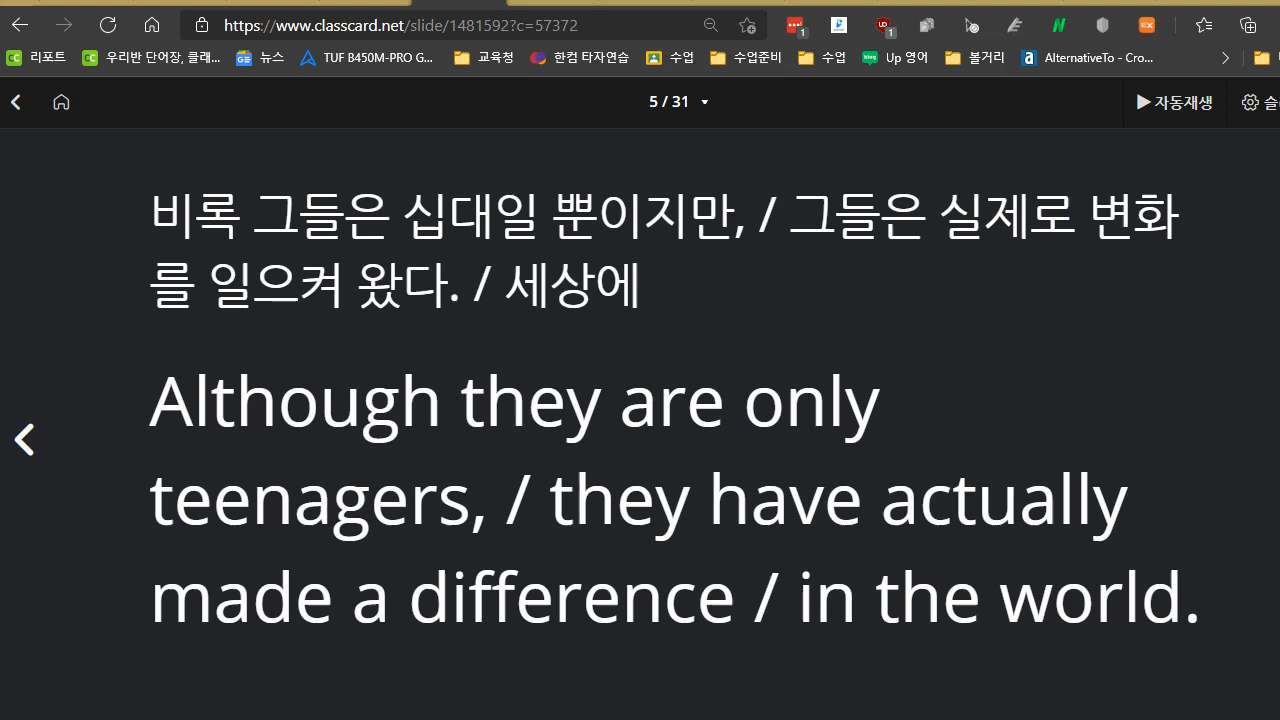 https://www.classcard.net/slide/1481592?c=57372
1
1
리포트
우리반 단어장, 클래...
뉴스
TUF B450M-PRO G...
교육청
한컴 타자연습
수업
수업준비
수업
Up 영어
볼거리
AlternativeTo - Cro...
5 / 31
자동재생
비록 그들은 십대일 뿐이지만, / 그들은 실제로 변화
를 일으켜 왔다. / 세상에
Although they are only
teenagers, / they have actually
made a difference / in the world.